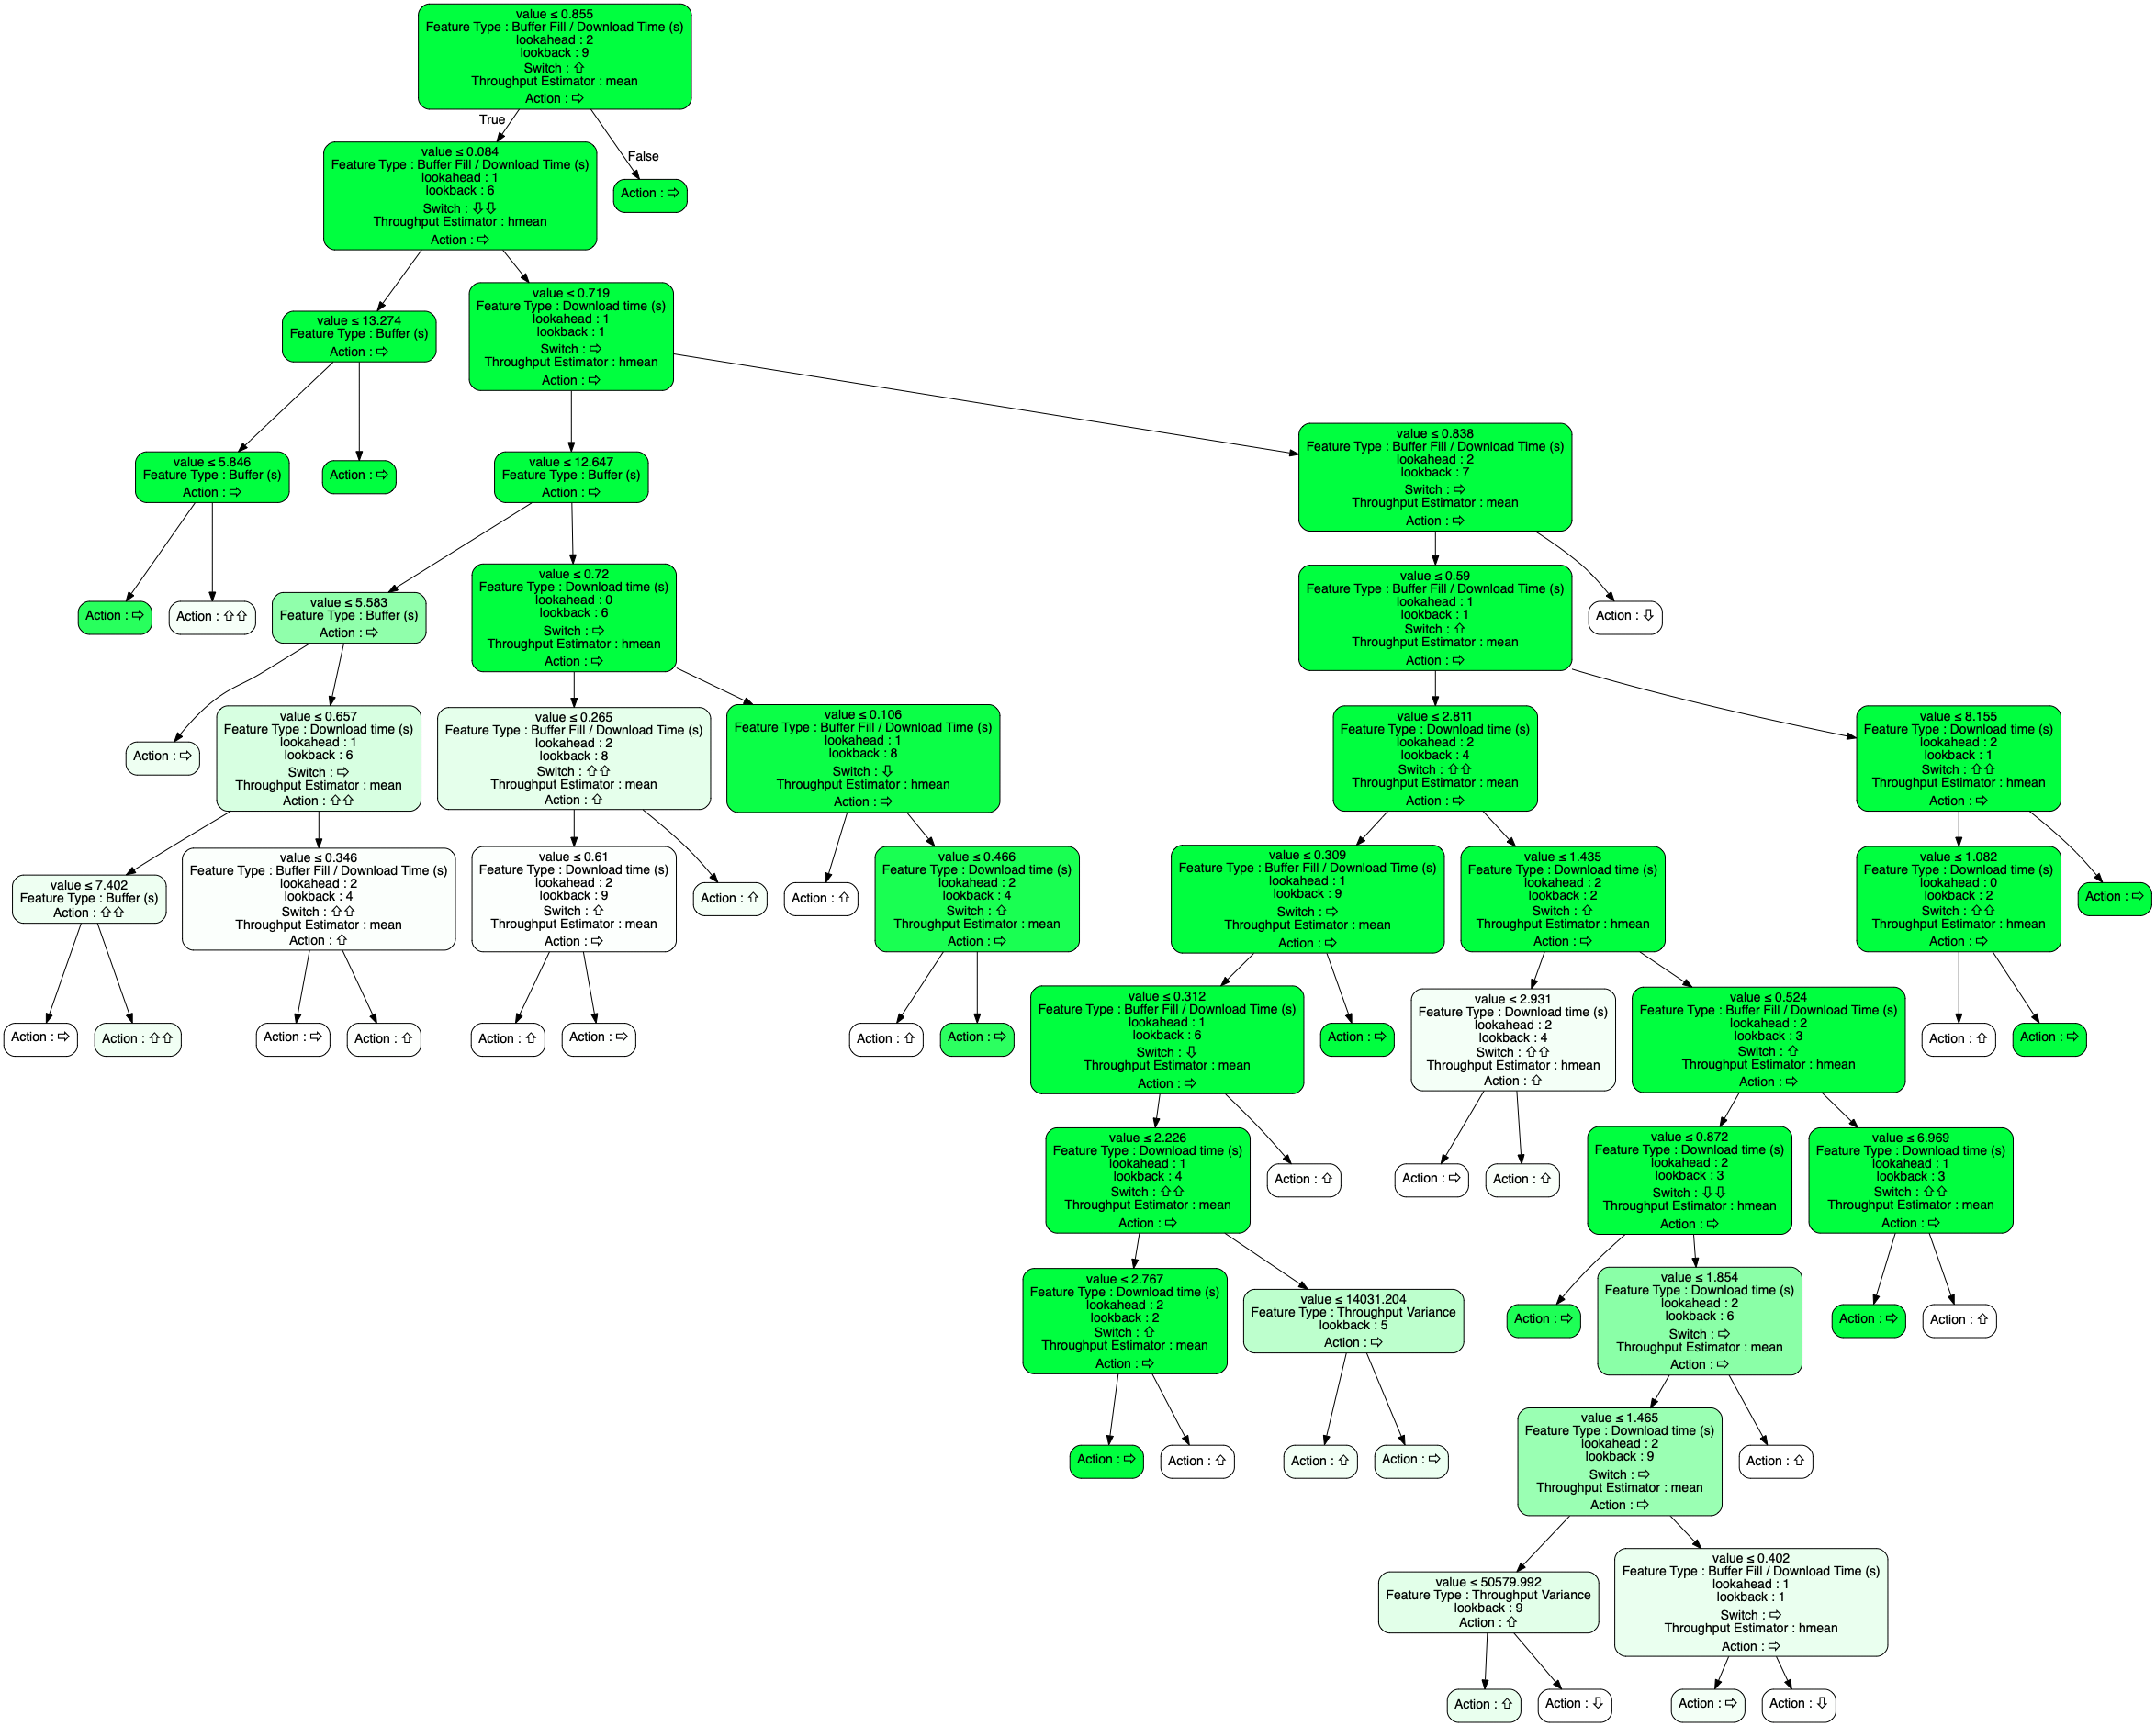 value ≤ 0.855
Feature Type : Buffer Fill / Download Time (s)
lookahead : 2
lookback : 9
Switch : ⇧
Throughput Estimator : mean
Action : ⇨
True
False
value ≤ 0.084
Feature Type : Buffer Fill / Download Time (s)
lookahead : 1
lookback : 6
Switch : ⇩⇩
Throughput Estimator : hmean
Action : ⇨
Action : ⇨
value ≤ 13.274
Feature Type : Buffer (s)
Action : ⇨
value ≤ 0.719
Feature Type : Download time (s)
lookahead : 1
lookback : 1
Switch : ⇨
Throughput Estimator : hmean
Action : ⇨
value ≤ 5.846
Feature Type : Buffer (s)
Action : ⇨
Action : ⇨
value ≤ 12.647
Feature Type : Buffer (s)
Action : ⇨
value ≤ 0.838
Feature Type : Buffer Fill / Download Time (s)
lookahead : 2
lookback : 7
Switch : ⇨
Throughput Estimator : mean
Action : ⇨
Action : ⇨
Action : ⇧⇧
value ≤ 5.583
Feature Type : Buffer (s)
Action : ⇨
value ≤ 0.72
Feature Type : Download time (s)
lookahead : 0
lookback : 6
Switch : ⇨
Throughput Estimator : hmean
Action : ⇨
value ≤ 0.59
Feature Type : Buffer Fill / Download Time (s)
lookahead : 1
lookback : 1
Switch : ⇧
Throughput Estimator : mean
Action : ⇨
Action : ⇩
Action : ⇨
value ≤ 0.657
Feature Type : Download time (s)
lookahead : 1
lookback : 6
Switch : ⇨
Throughput Estimator : mean
Action : ⇧⇧
value ≤ 0.265
Feature Type : Buffer Fill / Download Time (s)
lookahead : 2
lookback : 8
Switch : ⇧⇧
Throughput Estimator : mean
Action : ⇧
value ≤ 0.106
Feature Type : Buffer Fill / Download Time (s)
lookahead : 1
lookback : 8
Switch : ⇩
Throughput Estimator : hmean
Action : ⇨
value ≤ 2.811
Feature Type : Download time (s)
lookahead : 2
lookback : 4
Switch : ⇧⇧
Throughput Estimator : mean
Action : ⇨
value ≤ 8.155
Feature Type : Download time (s)
lookahead : 2
lookback : 1
Switch : ⇧⇧
Throughput Estimator : hmean
Action : ⇨
value ≤ 7.402
Feature Type : Buffer (s)
Action : ⇧⇧
value ≤ 0.346
Feature Type : Buffer Fill / Download Time (s)
lookahead : 2
lookback : 4
Switch : ⇧⇧
Throughput Estimator : mean
Action : ⇧
value ≤ 0.61
Feature Type : Download time (s)
lookahead : 2
lookback : 9
Switch : ⇧
Throughput Estimator : mean
Action : ⇨
Action : ⇧
Action : ⇧
value ≤ 0.466
Feature Type : Download time (s)
lookahead : 2
lookback : 4
Switch : ⇧
Throughput Estimator : mean
Action : ⇨
value ≤ 0.309
Feature Type : Buffer Fill / Download Time (s)
lookahead : 1
lookback : 9
Switch : ⇨
Throughput Estimator : mean
Action : ⇨
value ≤ 1.435
Feature Type : Download time (s)
lookahead : 2
lookback : 2
Switch : ⇧
Throughput Estimator : hmean
Action : ⇨
value ≤ 1.082
Feature Type : Download time (s)
lookahead : 0
lookback : 2
Switch : ⇧⇧
Throughput Estimator : hmean
Action : ⇨
Action : ⇨
Action : ⇨
Action : ⇧⇧
Action : ⇨
Action : ⇧
Action : ⇧
Action : ⇨
Action : ⇧
Action : ⇨
value ≤ 0.312
Feature Type : Buffer Fill / Download Time (s)
lookahead : 1
lookback : 6
Switch : ⇩
Throughput Estimator : mean
Action : ⇨
Action : ⇨
value ≤ 2.931
Feature Type : Download time (s)
lookahead : 2
lookback : 4
Switch : ⇧⇧
Throughput Estimator : hmean
Action : ⇧
value ≤ 0.524
Feature Type : Buffer Fill / Download Time (s)
lookahead : 2
lookback : 3
Switch : ⇧
Throughput Estimator : hmean
Action : ⇨
Action : ⇧
Action : ⇨
value ≤ 2.226
Feature Type : Download time (s)
lookahead : 1
lookback : 4
Switch : ⇧⇧
Throughput Estimator : mean
Action : ⇨
Action : ⇧
Action : ⇨
Action : ⇧
value ≤ 0.872
Feature Type : Download time (s)
lookahead : 2
lookback : 3
Switch : ⇩⇩
Throughput Estimator : hmean
Action : ⇨
value ≤ 6.969
Feature Type : Download time (s)
lookahead : 1
lookback : 3
Switch : ⇧⇧
Throughput Estimator : mean
Action : ⇨
value ≤ 2.767
Feature Type : Download time (s)
lookahead : 2
lookback : 2
Switch : ⇧
Throughput Estimator : mean
Action : ⇨
value ≤ 14031.204
Feature Type : Throughput Variance
lookback : 5
Action : ⇨
Action : ⇨
value ≤ 1.854
Feature Type : Download time (s)
lookahead : 2
lookback : 6
Switch : ⇨
Throughput Estimator : mean
Action : ⇨
Action : ⇨
Action : ⇧
Action : ⇨
Action : ⇧
Action : ⇧
Action : ⇨
value ≤ 1.465
Feature Type : Download time (s)
lookahead : 2
lookback : 9
Switch : ⇨
Throughput Estimator : mean
Action : ⇨
Action : ⇧
value ≤ 50579.992
Feature Type : Throughput Variance
lookback : 9
Action : ⇧
value ≤ 0.402
Feature Type : Buffer Fill / Download Time (s)
lookahead : 1
lookback : 1
Switch : ⇨
Throughput Estimator : hmean
Action : ⇨
Action : ⇧
Action : ⇩
Action : ⇨
Action : ⇩